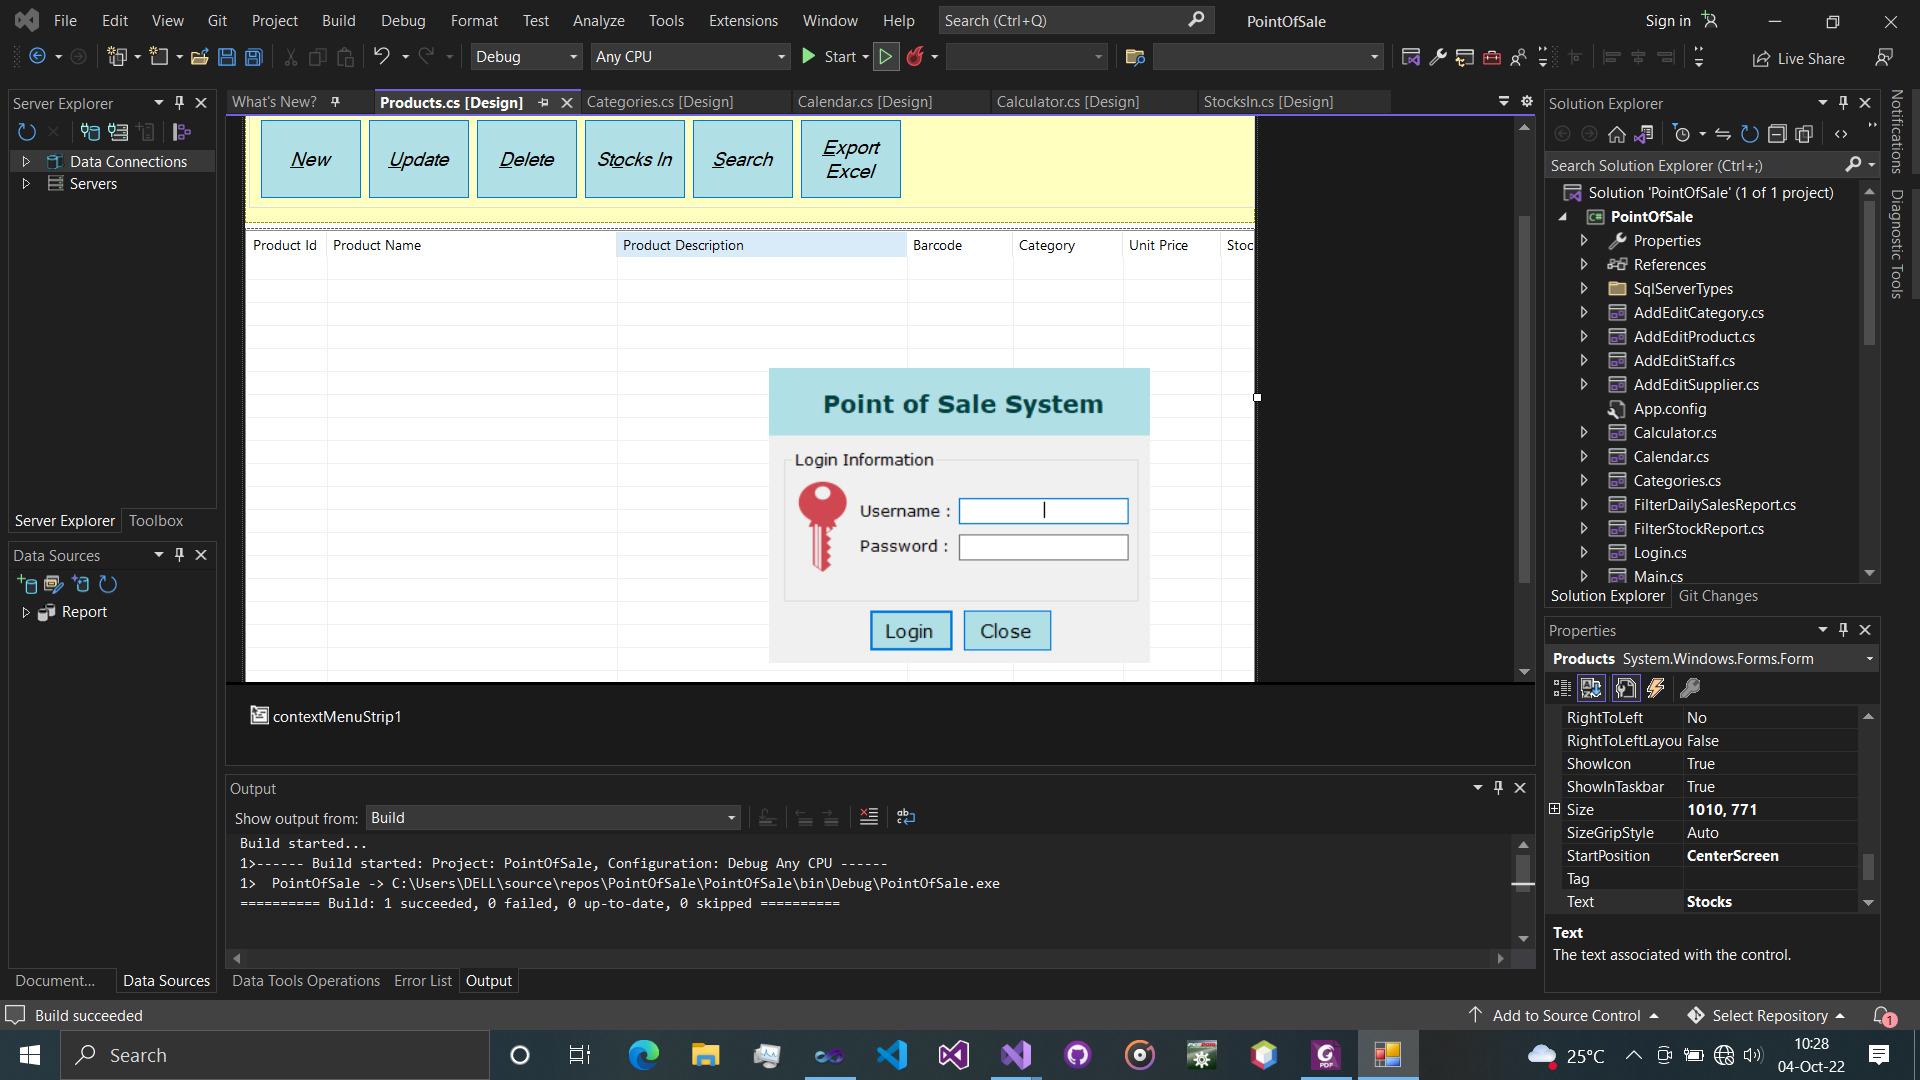 File Edit View Git Project Build Debug Format Test Analyze Tools Extensions Window Help Search (Ctrl+Q) PointOfSale Sign in
Debug Any CPU Start Live Share
Server Explorer
Data Connections
Servers
Server Explorer Toolbox
Data Sources
Report
Document... Data Sources
What's New? Products.cs [Design] Categories.cs [Design] Calendar.cs [Design] Calculator.cs [Design] StocksIn.cs [Design]
New Update Delete Stocks In Search Export Excel
Product Id Product Name Product Description Barcode Category Unit Price Stoc
Point of Sale System
Login Information
Username :
Password :
Login Close
contextMenuStrip1
Output
Show output from: Build
Build started...
1>------ Build started: Project: PointOfSale, Configuration: Debug Any CPU ------
1>  PointOfSale -> C:\Users\DELL\source\repos\PointOfSale\PointOfSale\bin\Debug\PointOfSale.exe
========== Build: 1 succeeded, 0 failed, 0 up-to-date, 0 skipped ==========
Data Tools Operations Error List Output
Solution Explorer
Search Solution Explorer (Ctrl+;)
Solution 'PointOfSale' (1 of 1 project)
PointOfSale
Properties
References
SqlServerTypes
AddEditCategory.cs
AddEditProduct.cs
AddEditStaff.cs
AddEditSupplier.cs
App.config
Calculator.cs
Calendar.cs
Categories.cs
FilterDailySalesReport.cs
FilterStockReport.cs
Login.cs
Main.cs
Solution Explorer Git Changes
Properties
Products System.Windows.Forms.Form
RightToLeft No
RightToLeftLayou False
ShowIcon True
ShowInTaskbar True
Size 1010, 771
SizeGripStyle Auto
StartPosition CenterScreen
Tag
Text Stocks
Text
The text associated with the control.
Notifications
Diagnostic Tools
Build succeeded Add to Source Control Select Repository 1
Search 25°C 10:28
04-Oct-22